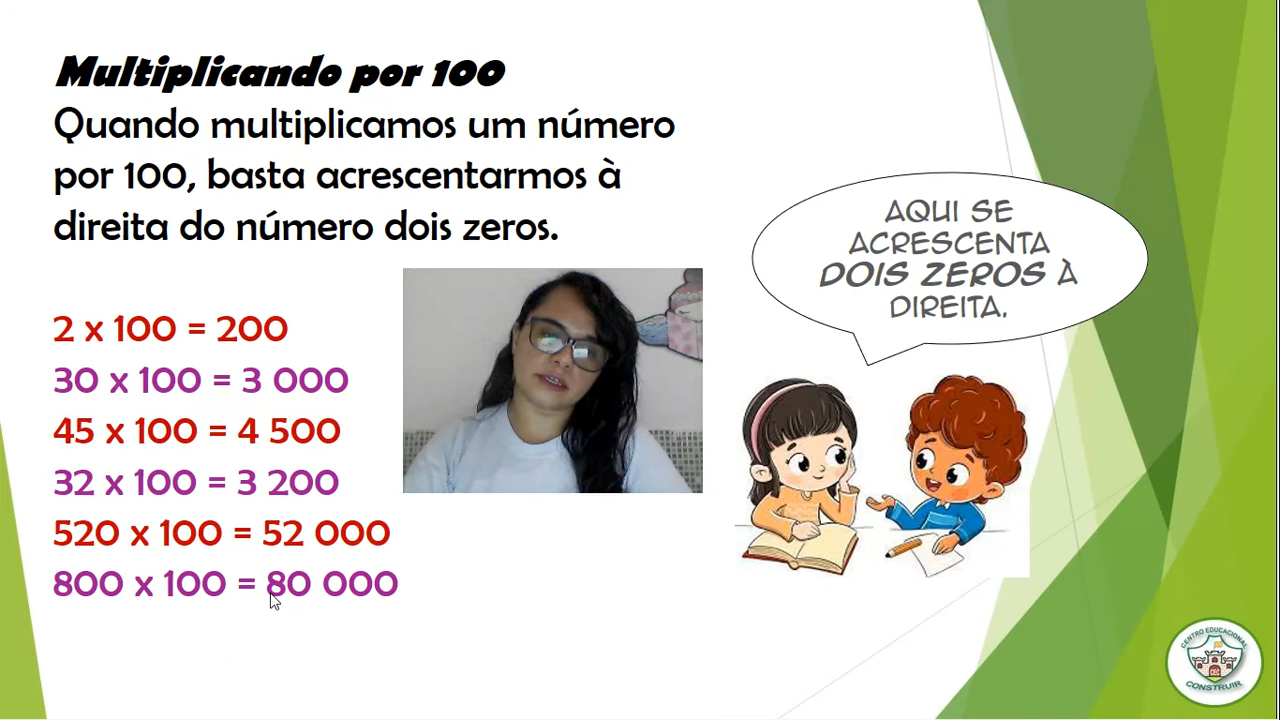 Multiplicando por 100
Quando multiplicamos um número
por 100, basta acrescentarmos à
direita do número dois zeros.
2 x 100 = 200
30 x 100 = 3 000
45 x 100 = 4 500
32 x 100 = 3 200
520 x 100 = 52 000
800 x 100 = 80 000
AQUI SE
ACRESCENTA
DOIS ZEROS À
DIREITA.
CENTRO EDUCACIONAL
CEC
CONSTRUIR